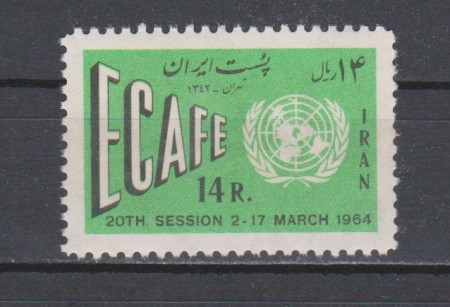 پست ایران
۱۴ ریال
تهران - ۱۳۴۲
ECAFE
IRAN
14 R.
20TH. SESSION 2-17 MARCH 1964